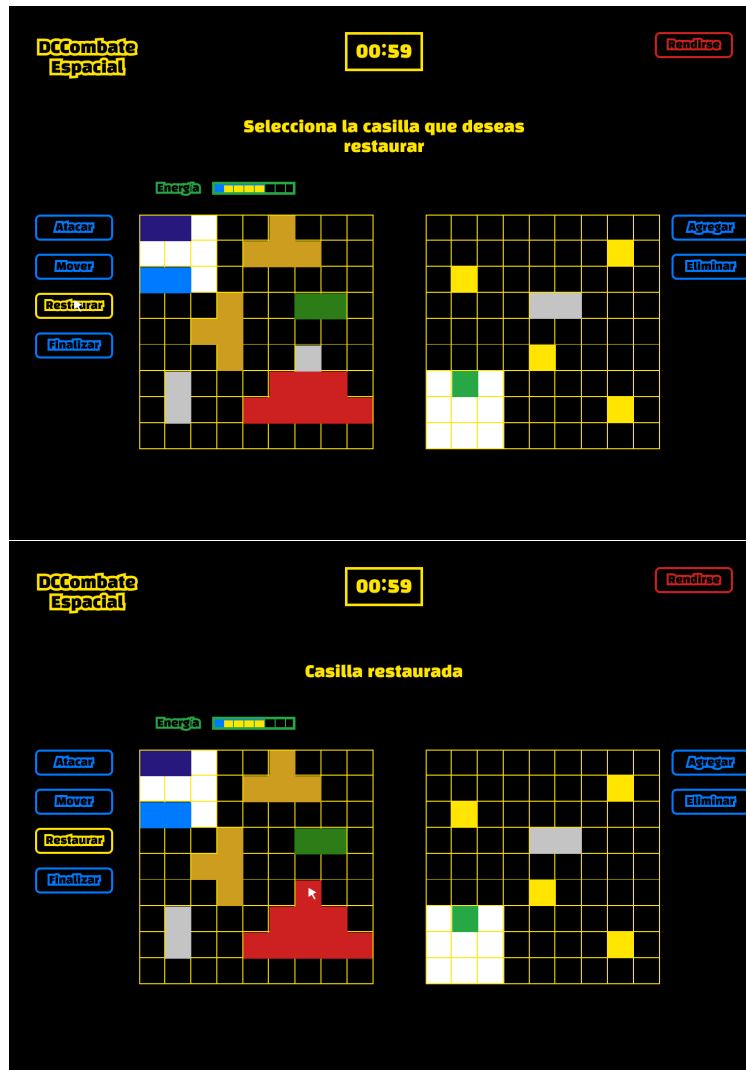 DCCombate
Espacial
00:59
Rendirse
Selecciona la casilla que deseas
restaurar
Energía
Atacar
Mover
Restaurar
Finalizar
Agregar
Eliminar
DCCombate
Espacial
00:59
Rendirse
Casilla restaurada
Energía
Atacar
Mover
Restaurar
Finalizar
Agregar
Eliminar